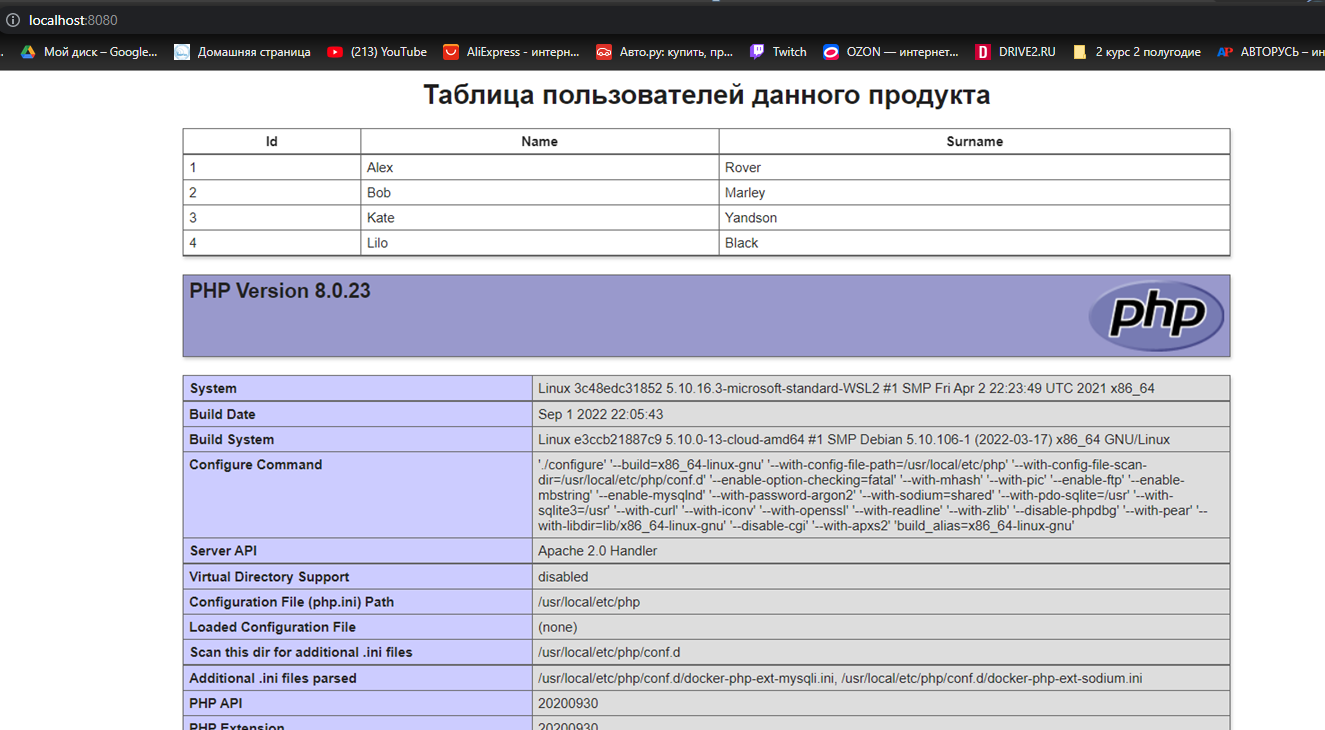 localhost:8080
Мой диск – Google... Домашняя страница (213) YouTube AliExpress - интерн... Авто.ру: купить, пр... Twitch OZON — интернет... DRIVE2.RU 2 курс 2 полугодие АВТОРУСЬ – ин
Таблица пользователей данного продукта
Id Name Surname
1 Alex Rover
2 Bob Marley
3 Kate Yandson
4 Lilo Black
PHP Version 8.0.23
php
System Linux 3c48edc31852 5.10.16.3-microsoft-standard-WSL2 #1 SMP Fri Apr 2 22:23:49 UTC 2021 x86_64
Build Date Sep 1 2022 22:05:43
Build System Linux e3ccb21887c9 5.10.0-13-cloud-amd64 #1 SMP Debian 5.10.106-1 (2022-03-17) x86_64 GNU/Linux
Configure Command './configure' '--build=x86_64-linux-gnu' '--with-config-file-path=/usr/local/etc/php' '--with-config-file-scan-
dir=/usr/local/etc/php/conf.d' '--enable-option-checking=fatal' '--with-mhash' '--with-pic' '--enable-ftp' '--enable-
mbstring' '--enable-mysqlnd' '--with-password-argon2' '--with-sodium=shared' '--with-pdo-sqlite=/usr' '--with-
sqlite3=/usr' '--with-curl' '--with-iconv' '--with-openssl' '--with-readline' '--with-zlib' '--disable-phpdbg' '--with-pear' '--
with-libdir=lib/x86_64-linux-gnu' '--disable-cgi' '--with-apxs2' 'build_alias=x86_64-linux-gnu'
Server API Apache 2.0 Handler
Virtual Directory Support disabled
Configuration File (php.ini) Path /usr/local/etc/php
Loaded Configuration File (none)
Scan this dir for additional .ini files /usr/local/etc/php/conf.d
Additional .ini files parsed /usr/local/etc/php/conf.d/docker-php-ext-mysqli.ini, /usr/local/etc/php/conf.d/docker-php-ext-sodium.ini
PHP API 20200930
PHP Extension 20200930